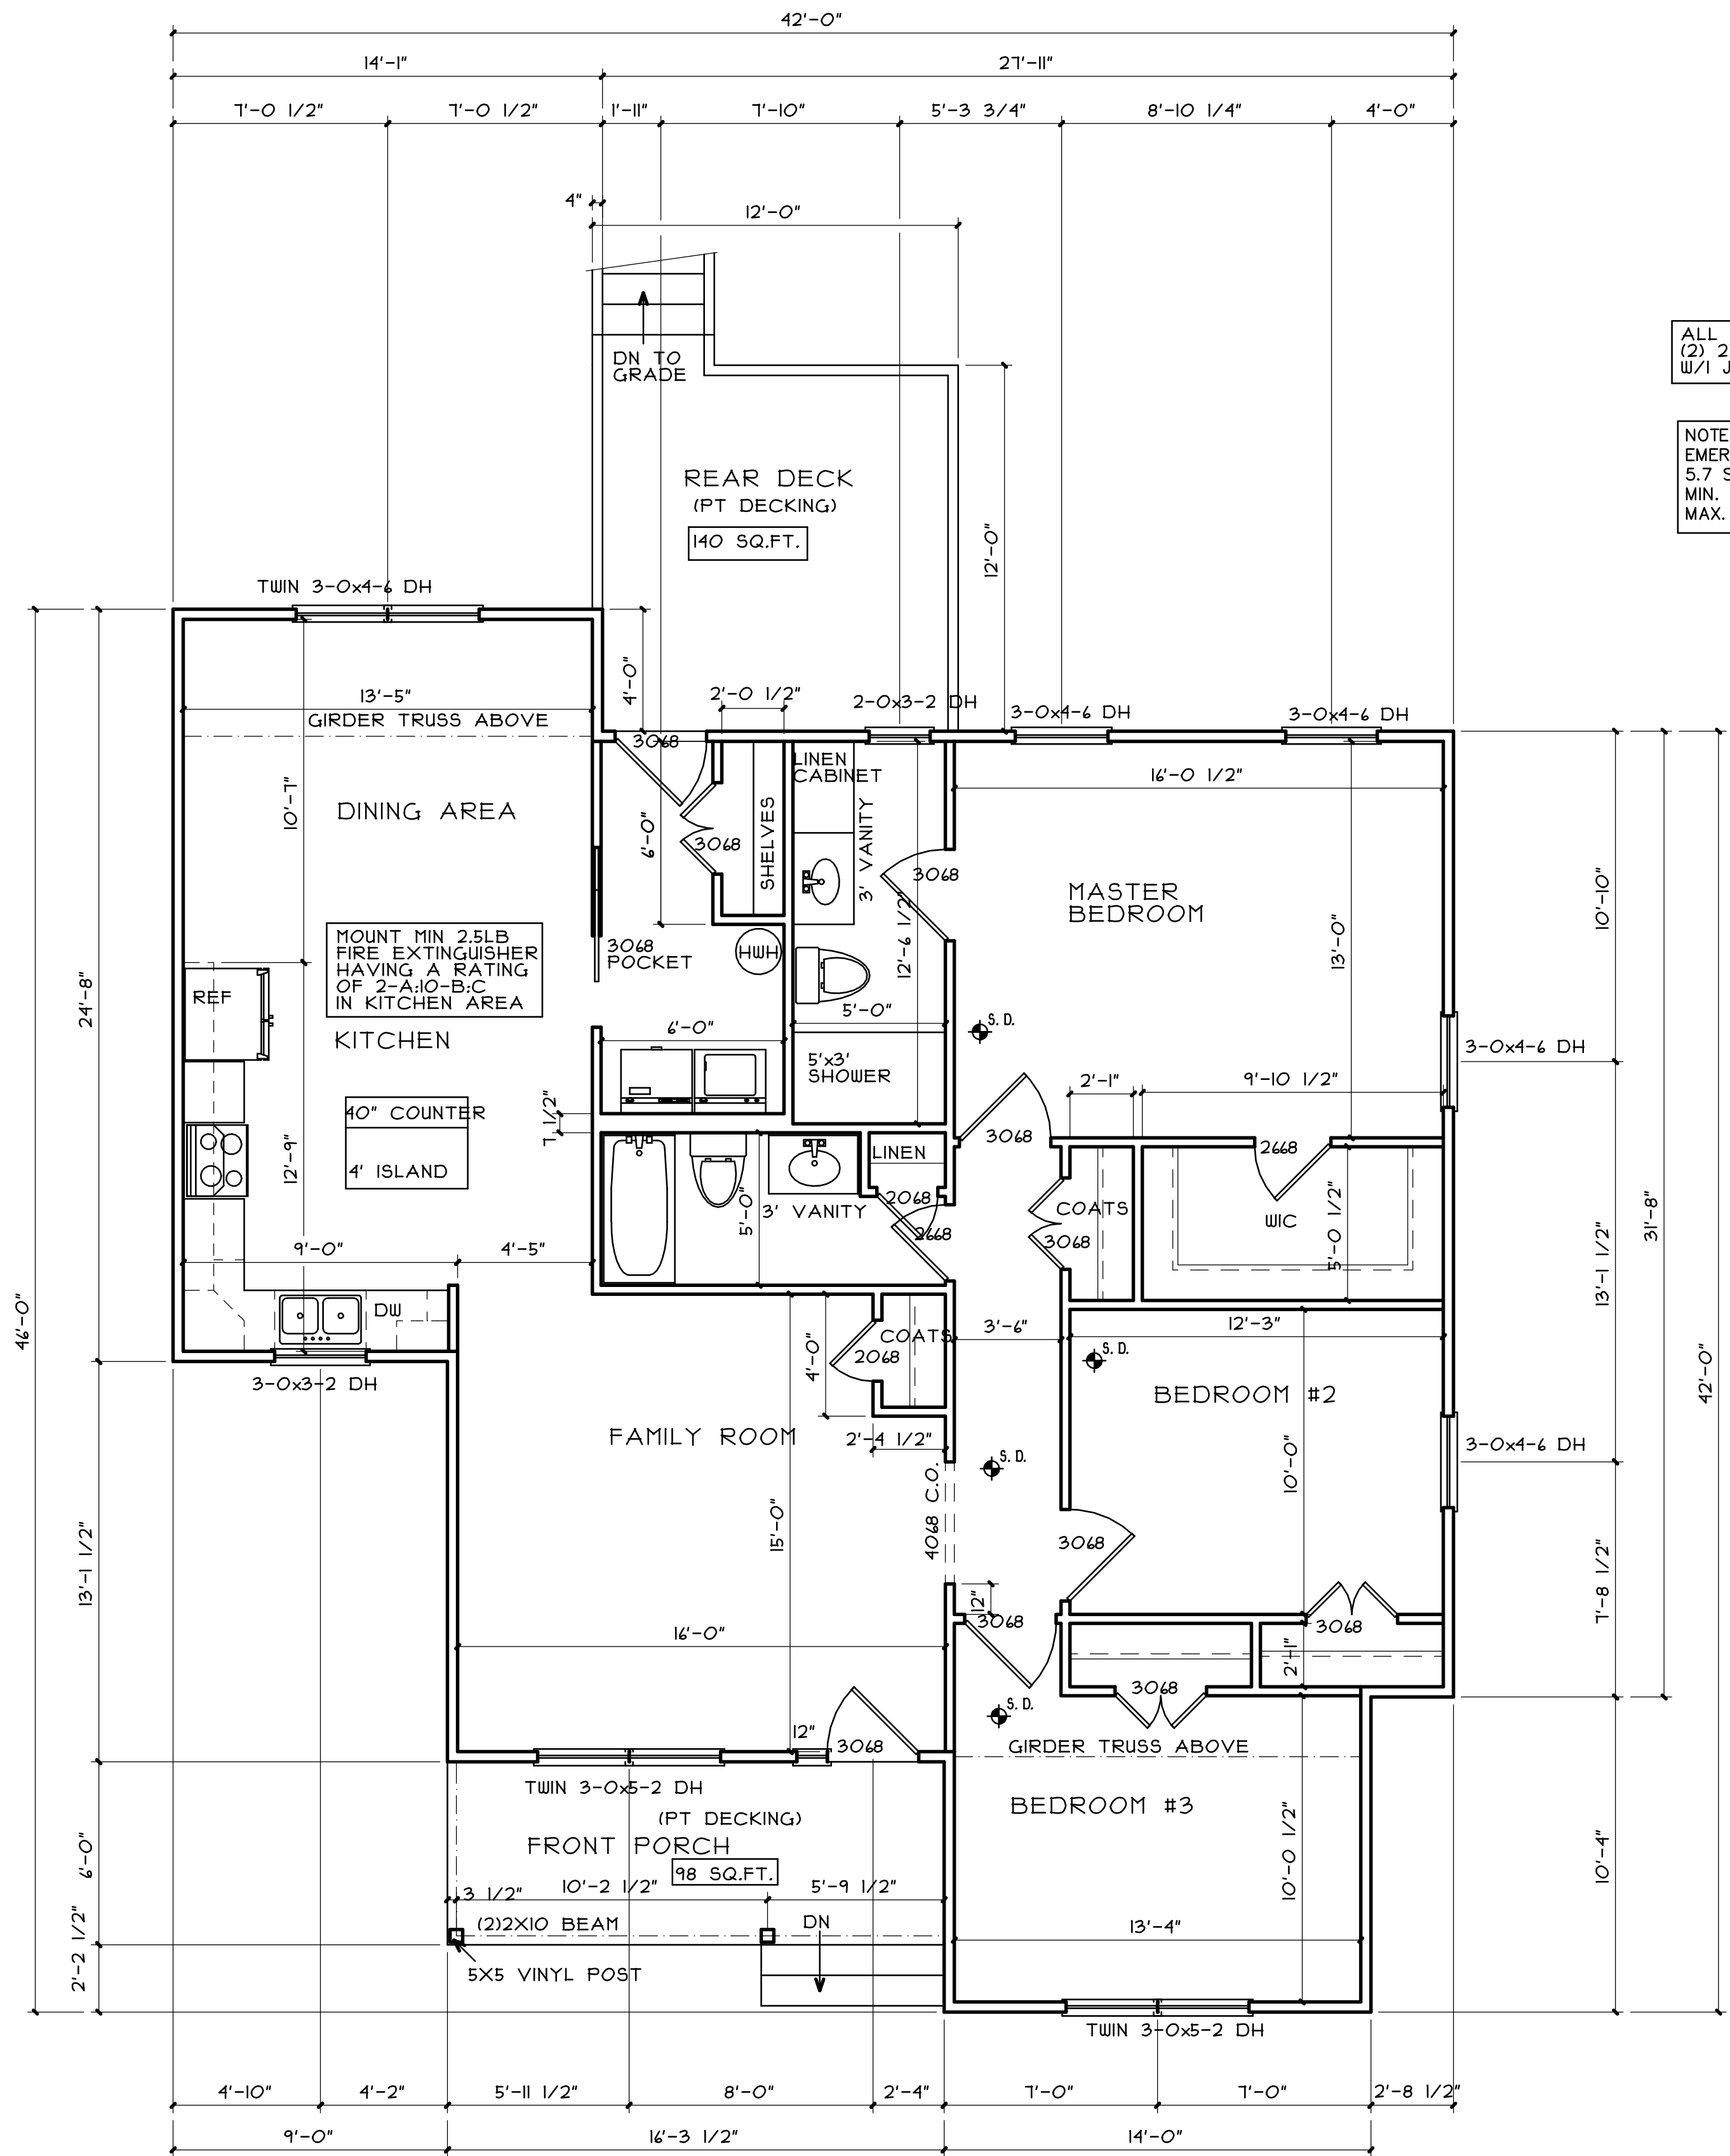 42'-0"
14'-1" 27'-11"
7'-0 1/2" 7'-0 1/2" 1'-11" 7'-10" 5'-3 3/4" 8'-10 1/4" 4'-0"
4" 12'-0"
DN TO
GRADE
ALL
(2) 2
W/1 J
NOTE
EMER
5.7 S
MIN.
MAX.
REAR DECK
(PT DECKING)
140 SQ.FT.
12'-0"
TWIN 3-0x4-6 DH
4'-0"
13'-5"
GIRDER TRUSS ABOVE
2'-0 1/2"
2-0x3-2 DH
3-0x4-6 DH
3-0x4-6 DH
3068
LINEN
CABINET
16'-0 1/2"
10'-7"
DINING AREA
6'-0"
3068
SHELVES
3' VANITY
3068
MASTER
BEDROOM
10'-10"
12'-6 1/2"
13'-0"
MOUNT MIN 2.5LB
FIRE EXTINGUISHER
HAVING A RATING
OF 2-A:10-B:C
IN KITCHEN AREA
3068
POCKET
HWH
24'-8"
REF
KITCHEN
6'-0"
5'-0"
S. D.
3-0x4-6 DH
5'x3'
SHOWER
2'-1"
9'-10 1/2"
40" COUNTER
4' ISLAND
7 1/2"
12'-9"
3068
2668
LINEN
2068
3' VANITY
5'-0"
2668
COATS
3068
WIC
5'-0 1/2"
13'-1 1/2"
31'-8"
9'-0"
4'-5"
46'-0"
DW
3-0x3-2 DH
COATS
2068
4'-0"
3'-6"
12'-3"
S. D.
BEDROOM #2
42'-0"
FAMILY ROOM
2'-4 1/2"
S. D.
3-0x4-6 DH
10'-0"
4068 C.O.
15'-0"
13'-1 1/2"
3068
7'-8 1/2"
12"
3068
3068
16'-0"
2'-1"
3068
S. D.
12"
3068
GIRDER TRUSS ABOVE
TWIN 3-0x5-2 DH
(PT DECKING)
BEDROOM #3
FRONT PORCH
98 SQ.FT.
6'-0"
10'-0 1/2"
10'-4"
3 1/2" 10'-2 1/2" 5'-9 1/2"
(2)2X10 BEAM
DN
13'-4"
2'-2 1/2"
5X5 VINYL POST
TWIN 3-0x5-2 DH
4'-10" 4'-2" 5'-11 1/2" 8'-0" 2'-4" 7'-0" 7'-0" 2'-8 1/2"
9'-0" 16'-3 1/2" 14'-0"